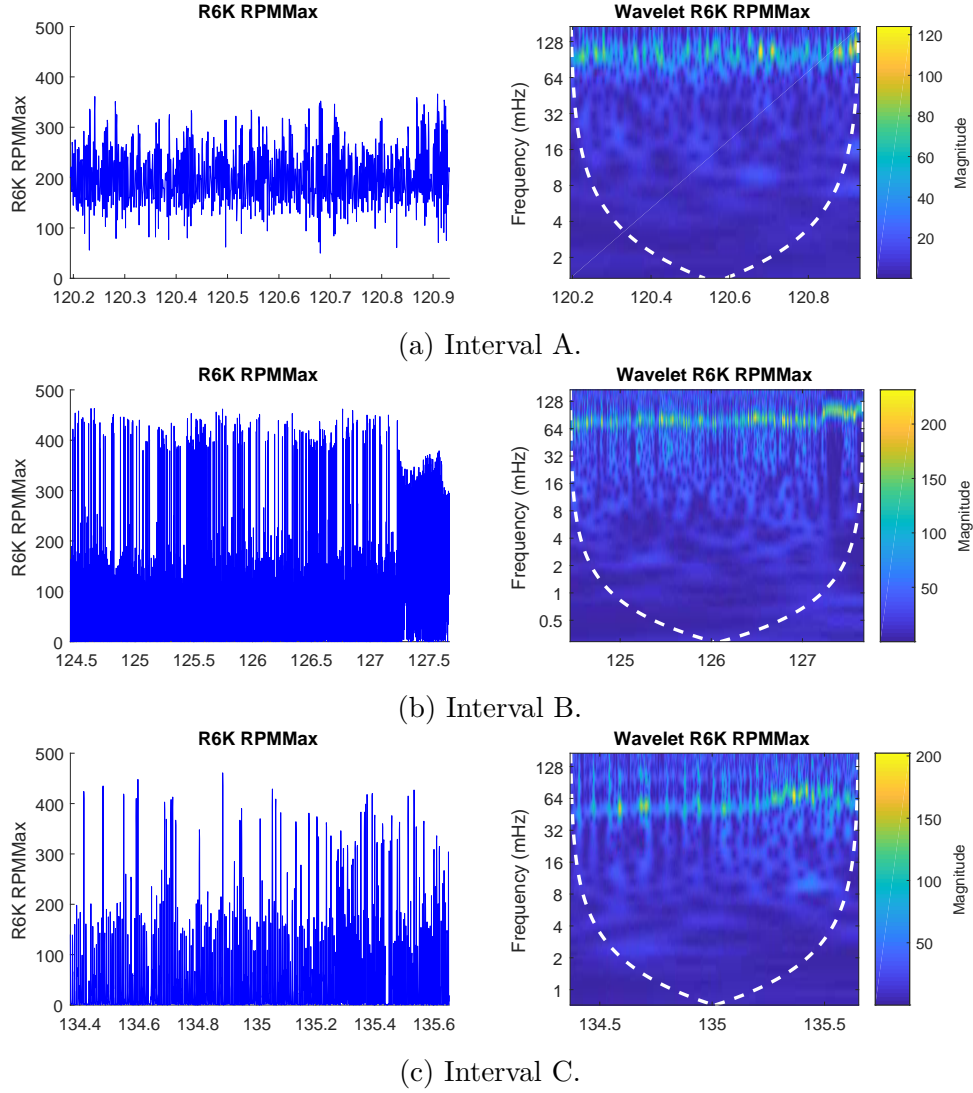 R6K RPMMax
Wavelet R6K RPMMax
500
400
300
200
100
0
R6K RPMMax
120.2 120.3 120.4 120.5 120.6 120.7 120.8 120.9
128
64
32
16
8
4
2
Frequency (mHz)
120.2 120.4 120.6 120.8
120
100
80
60
40
20
Magnitude
(a) Interval A.
R6K RPMMax
Wavelet R6K RPMMax
500
400
300
200
100
0
R6K RPMMax
124.5 125 125.5 126 126.5 127 127.5
128
64
32
16
8
4
2
1
0.5
Frequency (mHz)
125 126 127
200
150
100
50
Magnitude
(b) Interval B.
R6K RPMMax
Wavelet R6K RPMMax
500
400
300
200
100
0
R6K RPMMax
134.4 134.6 134.8 135 135.2 135.4 135.6
128
64
32
16
8
4
2
1
Frequency (mHz)
134.5 135 135.5
200
150
100
50
Magnitude
(c) Interval C.